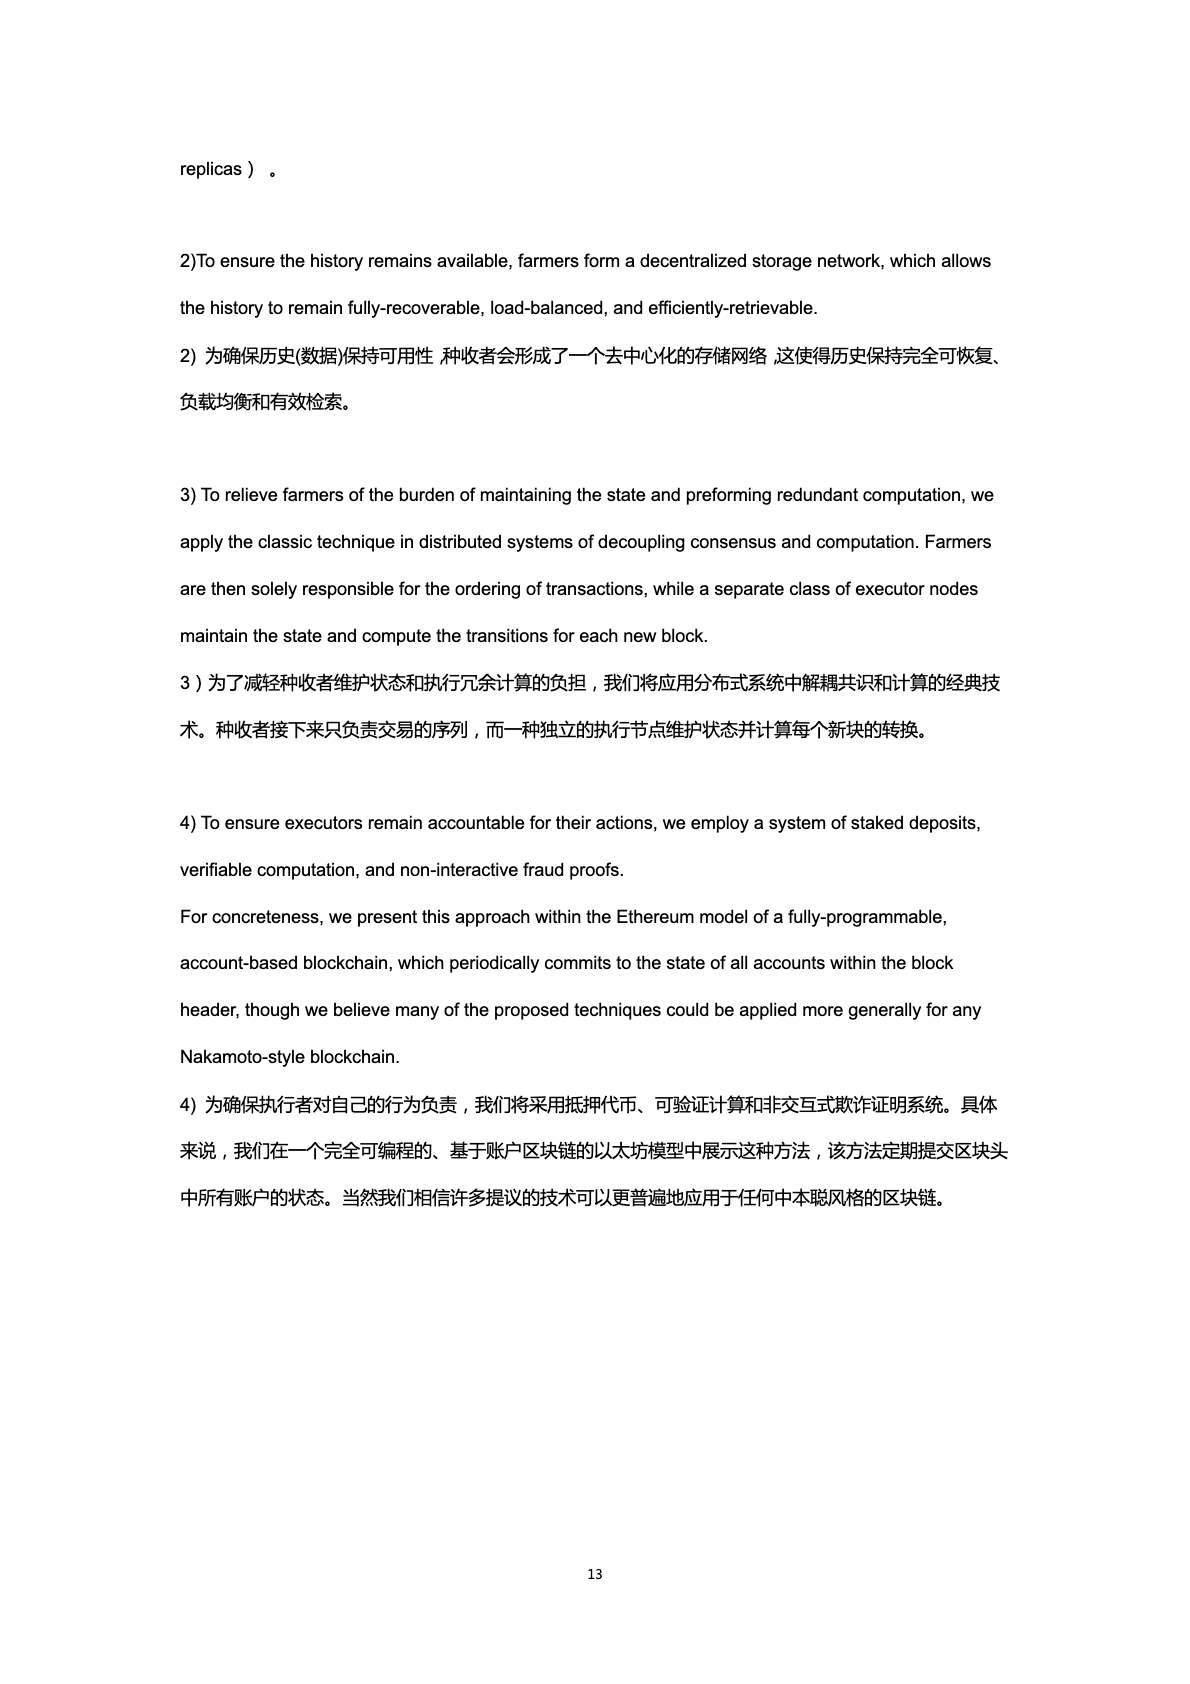 replicas） 。
2)To ensure the history remains available, farmers form a decentralized storage network, which allows
the history to remain fully-recoverable, load-balanced, and efficiently-retrievable.
2) 为确保历史(数据)保持可用性，种收者会形成了一个去中心化的存储网络，这使得历史保持完全可恢复、
负载均衡和有效检索。
3) To relieve farmers of the burden of maintaining the state and preforming redundant computation, we
apply the classic technique in distributed systems of decoupling consensus and computation. Farmers
are then solely responsible for the ordering of transactions, while a separate class of executor nodes
maintain the state and compute the transitions for each new block.
3）为了减轻种收者维护状态和执行冗余计算的负担，我们将应用分布式系统中解耦共识和计算的经典技
术。种收者接下来只负责交易的序列，而一种独立的执行节点维护状态并计算每个新块的转换。
4) To ensure executors remain accountable for their actions, we employ a system of staked deposits,
verifiable computation, and non-interactive fraud proofs.
For concreteness, we present this approach within the Ethereum model of a fully-programmable,
account-based blockchain, which periodically commits to the state of all accounts within the block
header, though we believe many of the proposed techniques could be applied more generally for any
Nakamoto-style blockchain.
4) 为确保执行者对自己的行为负责，我们将采用抵押代币、可验证计算和非交互式欺诈证明系统。具体
来说，我们在一个完全可编程的、基于账户区块链的以太坊模型中展示这种方法，该方法定期提交区块头
中所有账户的状态。当然我们相信许多提议的技术可以更普遍地应用于任何中本聪风格的区块链。
13